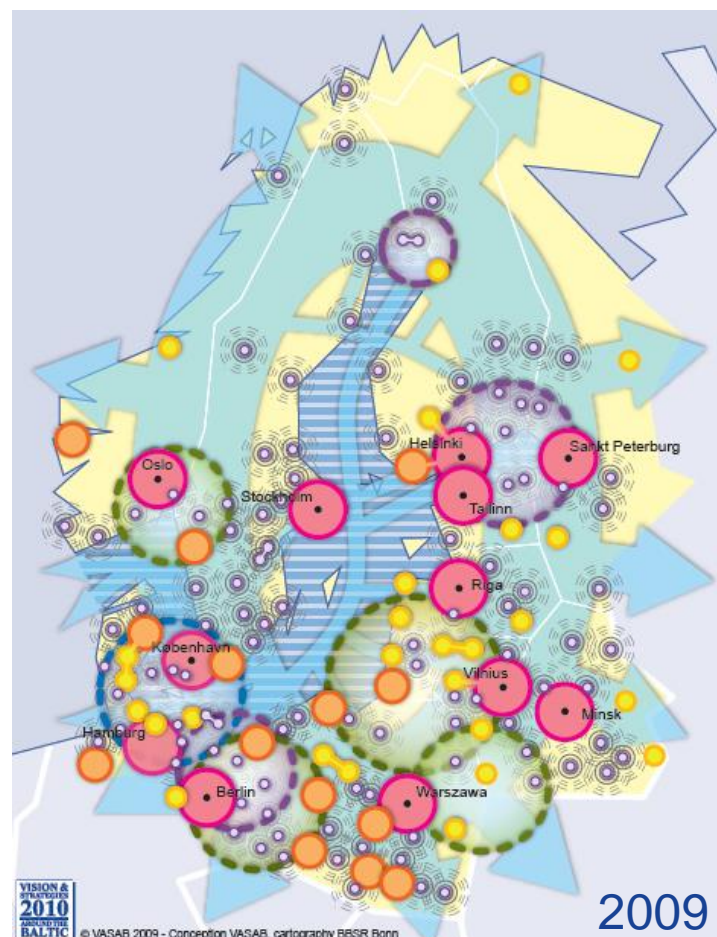 Helsinki
Sankt Peterburg
Oslo
Stockholm
Tallinn
Riga
København
Vilnius
Minsk
Hamburg
Berlin
Warszawa
VISION &
STRATEGIES
2010
AROUND THE
BALTIC
© VASAB 2009 - Conception VASAB, cartography BBSR Bonn
2009